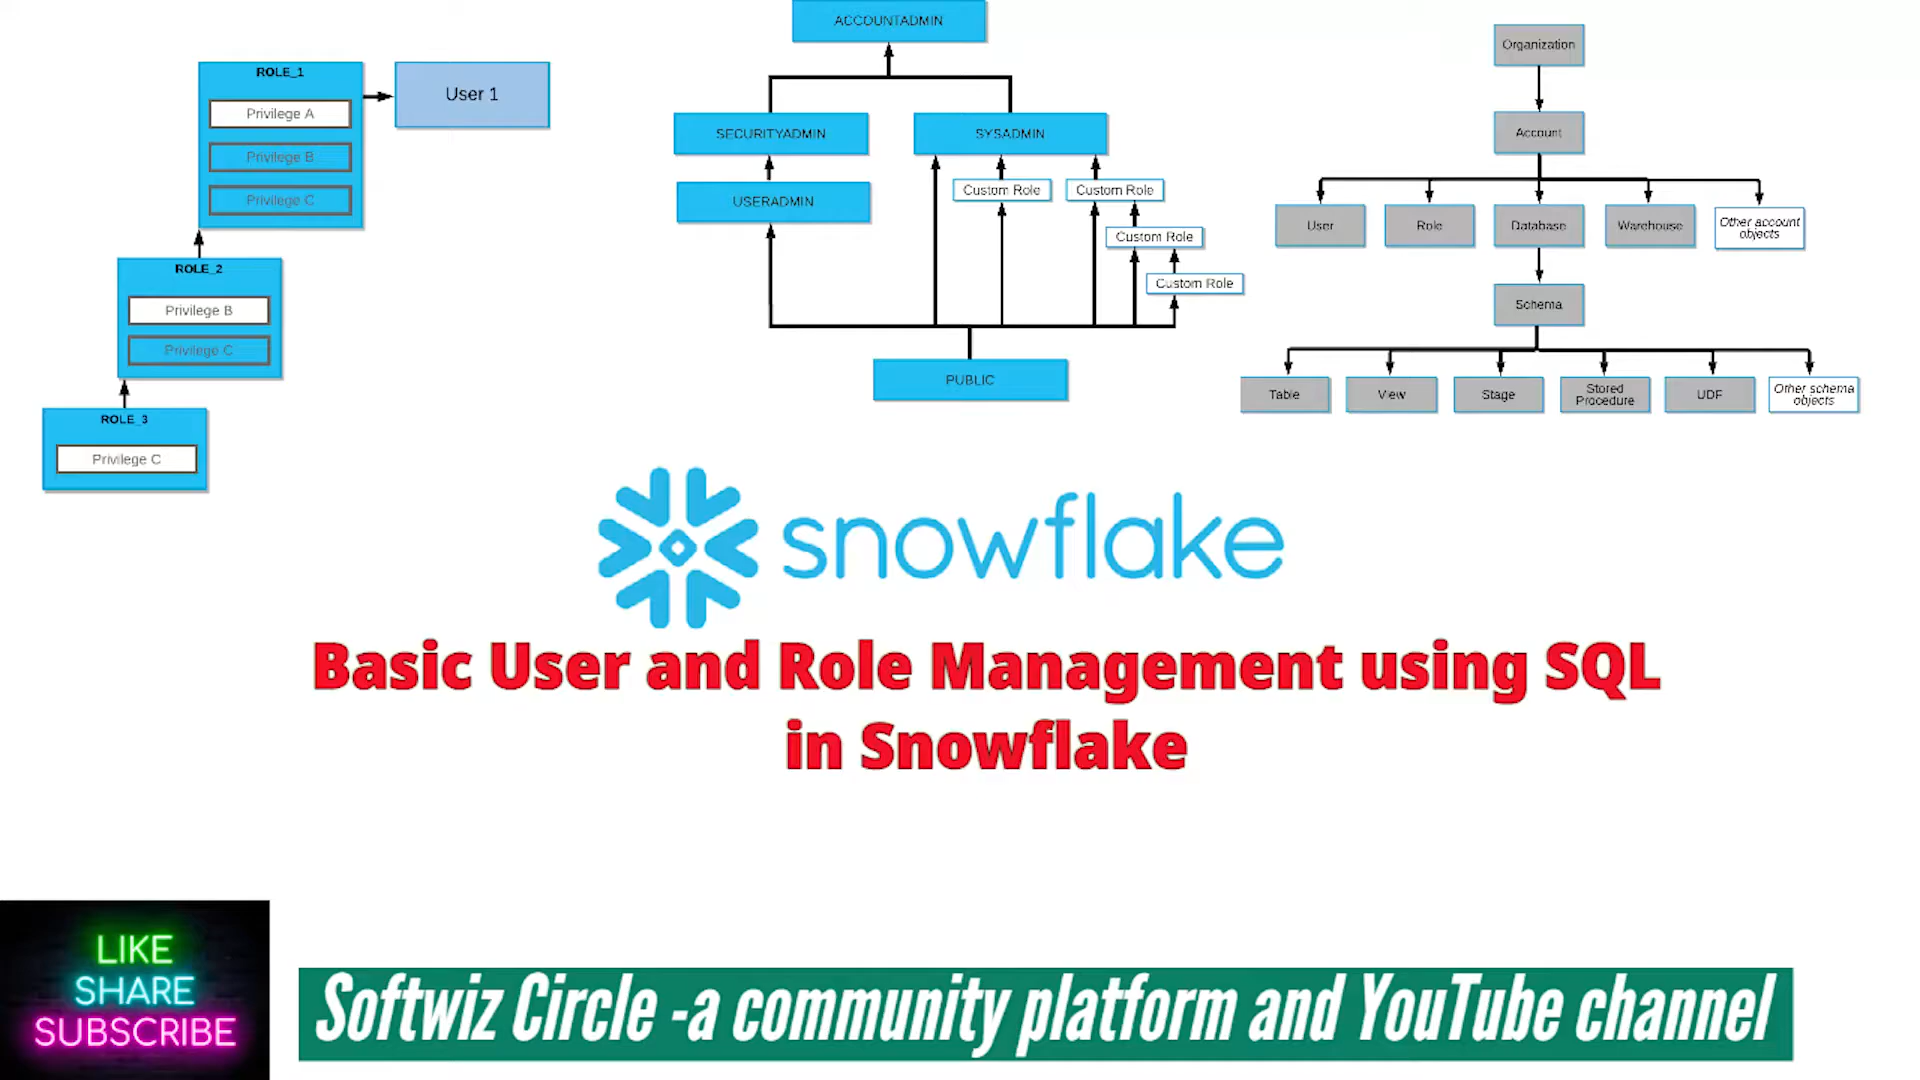 ROLE_1
Privilege A
Privilege B
Privilege C
User 1
ROLE_2
Privilege B
Privilege C
ROLE_3
Privilege C
ACCOUNTADMIN
SECURITYADMIN
SYSADMIN
USERADMIN
Custom Role
Custom Role
Custom Role
Custom Role
PUBLIC
Organization
Account
User
Role
Database
Warehouse
Other account
objects
Schema
Table
View
Stage
Stored
Procedure
UDF
Other schema
objects
snowflake
Basic User and Role Management using SQL
in Snowflake
LIKE
SHARE
SUBSCRIBE
Softwiz Circle -a community platform and YouTube channel